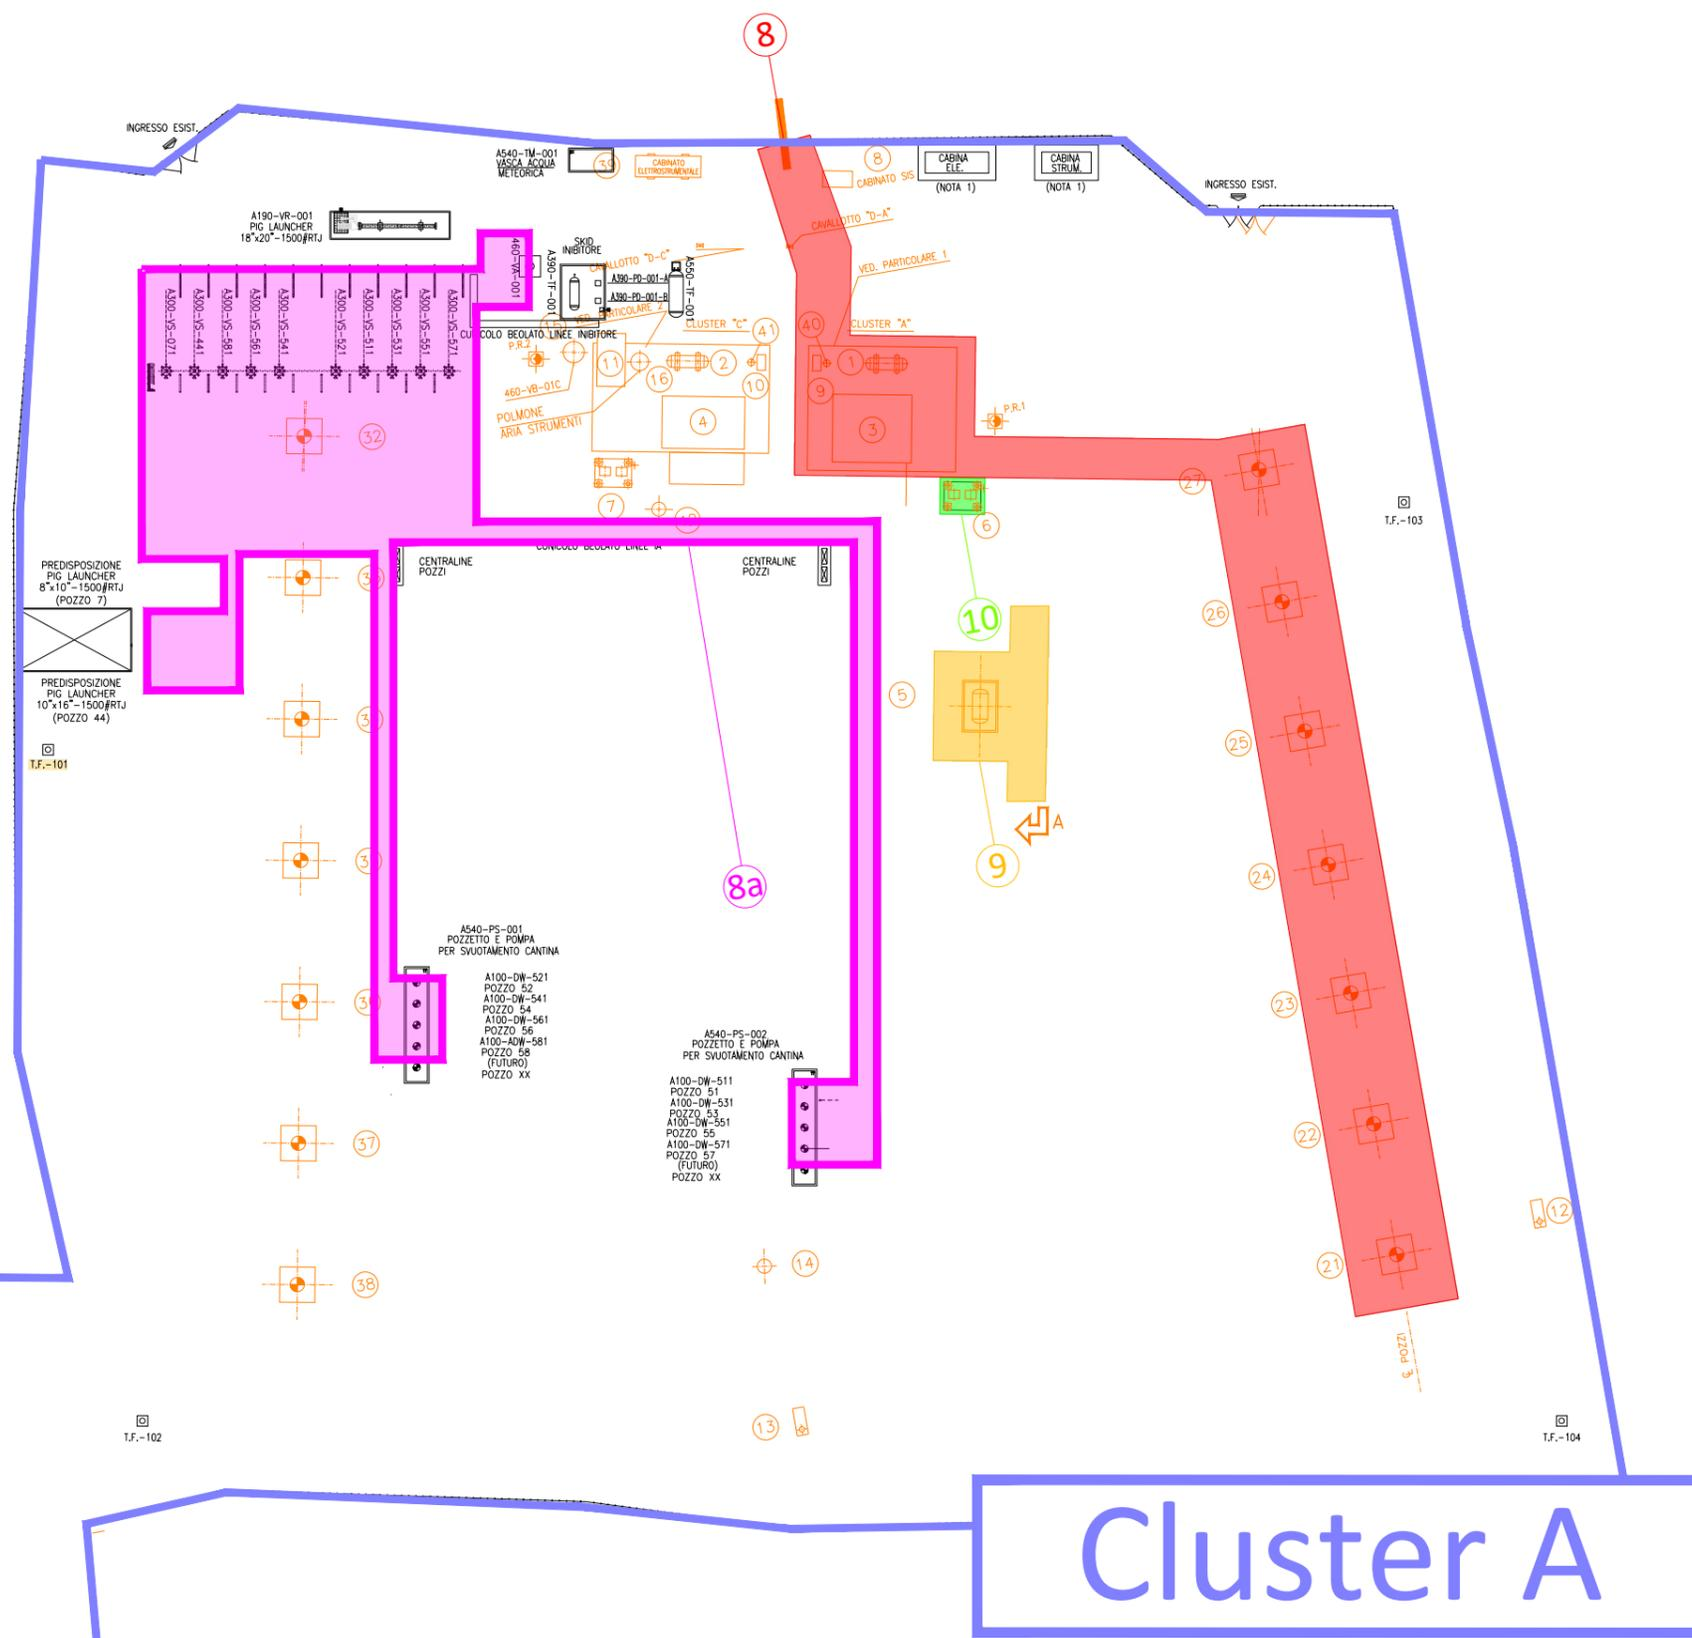 8
INGRESSO ESIST.
A540-TM-001
VASCA ACQUA
METEORICA
39
CABINATO
ELETTROSTRUMENTALE
8
CABINATO SIS
CABINA
ELE.
(NOTA 1)
CABINA
STRUM.
(NOTA 1)
INGRESSO ESIST.
A190-VR-001
PIG LAUNCHER
18"x20"-1500#RTJ
SKID
INIBITORE
CAVALLOTTO "D-C"
CAVALLOTTO "D-A"
VED. PARTICOLARE 1
460-VA-001
A390-TF-001
A390-PD-001-A
A390-PD-001-B
A550-TF-001
VED. PARTICOLARE 2
CLUSTER "C"
41
40
CLUSTER "A"
CUNICOLO BEOLATO LINEE INIBITORE
A300-VS-071
A300-VS-441
A300-VS-581
A300-VS-561
A300-VS-541
A300-VS-521
A300-VS-511
A300-VS-531
A300-VS-551
A300-VS-571
P.R.2
11
16
2
10
1
9
460-VB-01C
POLMONE
ARIA STRUMENTI
4
3
P.R.1
32
7
6
27
T.F.-103
CUNICOLO BEOLATO LINEE IA
CENTRALINE
POZZI
CENTRALINE
POZZI
PREDISPOSIZIONE
PIG LAUNCHER
8"x10"-1500#RTJ
(POZZO 7)
10
26
PREDISPOSIZIONE
PIG LAUNCHER
10"x16"-1500#RTJ
(POZZO 44)
5
25
T.F.-101
A
9
8a
24
A540-PS-001
POZZETTO E POMPA
PER SVUOTAMENTO CANTINA
A100-DW-521
POZZO 52
A100-DW-541
POZZO 54
A100-DW-561
POZZO 56
A100-ADW-581
POZZO 58
(FUTURO)
POZZO XX
23
A540-PS-002
POZZETTO E POMPA
PER SVUOTAMENTO CANTINA
A100-DW-511
POZZO 51
A100-DW-531
POZZO 53
A100-DW-551
POZZO 55
A100-DW-571
POZZO 57
(FUTURO)
POZZO XX
37
22
12
38
14
21
POZZI
13
T.F.-102
T.F.-104
Cluster A